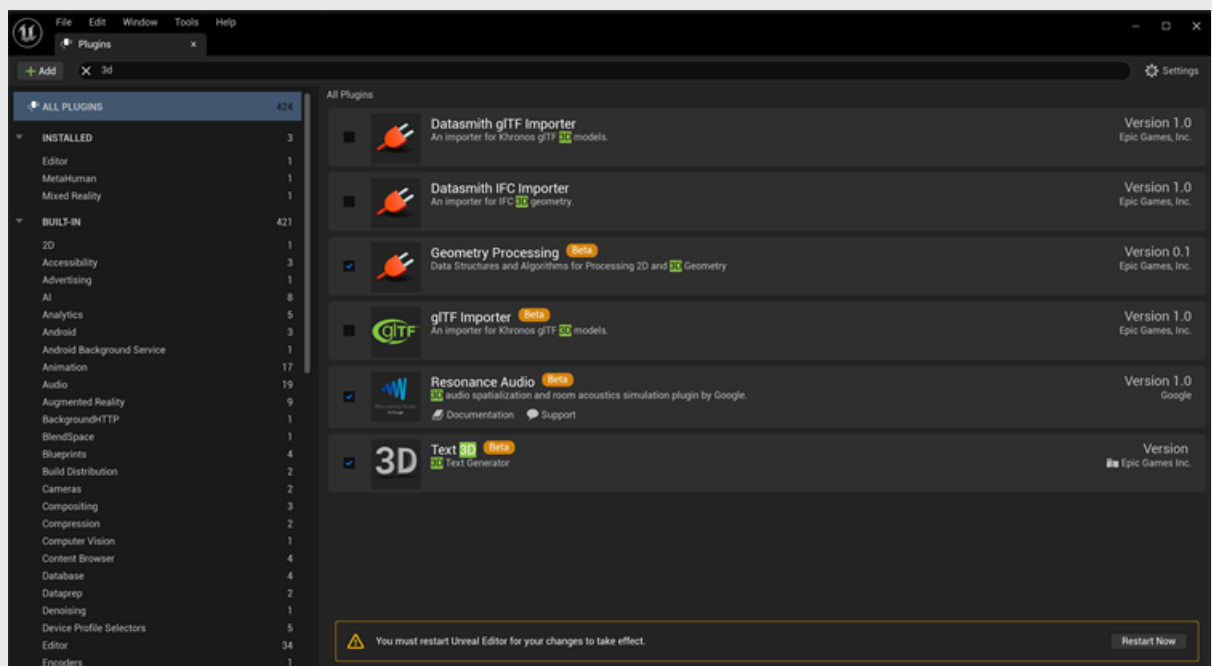 File Edit Window Tools Help
Plugins
Add
3d
Settings
ALL PLUGINS 424
INSTALLED 3
Editor 1
MetaHuman 1
Mixed Reality 1
BUILT-IN 421
2D 1
Accessibility 3
Advertising 1
AI 8
Analytics 5
Android 3
Android Background Service 1
Animation 17
Audio 19
Augmented Reality 9
BackgroundHTTP 1
BlendSpace 1
Blueprints 4
Build Distribution 2
Cameras 2
Compositing 3
Compression 2
Computer Vision 1
Content Browser 4
Database 4
Dataprep 2
Denoising 1
Device Profile Selectors 5
Editor 34
Encoders 1
All Plugins
Datasmith glTF Importer Version 1.0
An importer for Khronos glTF 3D models. Epic Games, Inc.
Datasmith IFC Importer Version 1.0
An importer for IFC 3D geometry. Epic Games, Inc.
Geometry Processing Beta Version 0.1
Data Structures and Algorithms for Processing 2D and 3D Geometry Epic Games, Inc.
glTF
glTF Importer Beta Version 1.0
An importer for Khronos glTF 3D models. Epic Games, Inc.
Resonance Audio Beta Version 1.0
3D audio spatialization and room acoustics simulation plugin by Google. Google
Documentation Support
3D
Text 3D Beta Version
3D Text Generator Epic Games Inc.
You must restart Unreal Editor for your changes to take effect. Restart Now